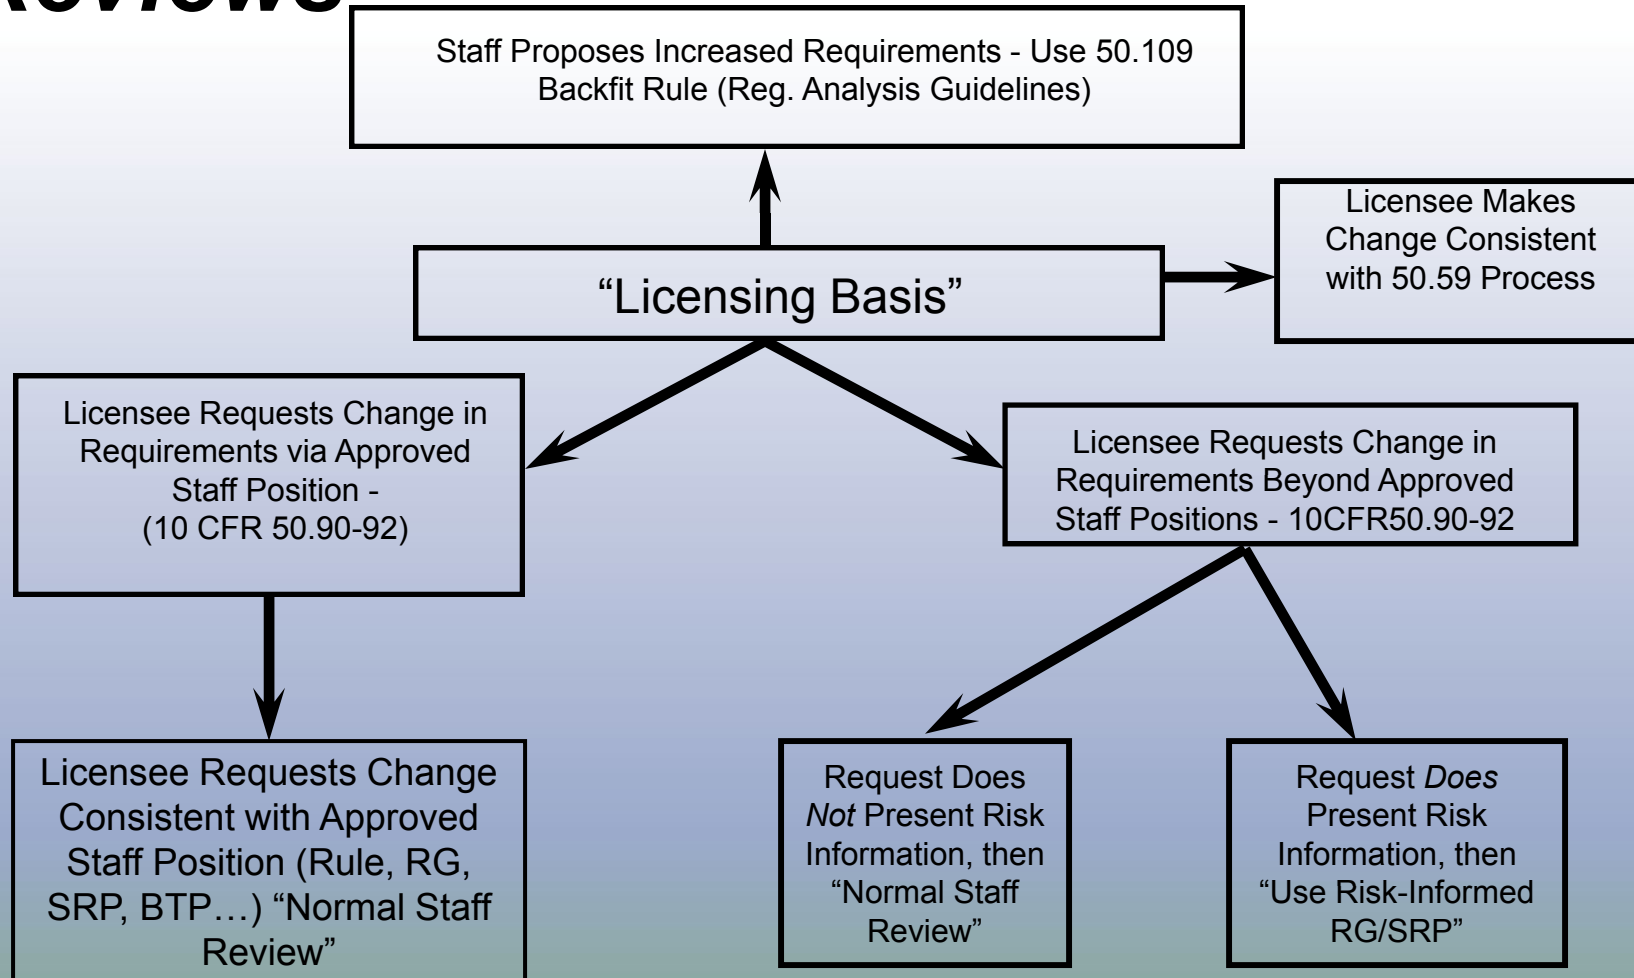 Reviews
Staff Proposes Increased Requirements - Use 50.109
Backfit Rule (Reg. Analysis Guidelines)
Licensee Makes
Change Consistent
with 50.59 Process
“Licensing Basis”
Licensee Requests Change in
Requirements via Approved
Staff Position -
(10 CFR 50.90-92)
Licensee Requests Change in
Requirements Beyond Approved
Staff Positions - 10CFR50.90-92
Licensee Requests Change
Consistent with Approved
Staff Position (Rule, RG,
SRP, BTP…) “Normal Staff
Review”
Request Does
Not Present Risk
Information, then
“Normal Staff
Review”
Request Does
Present Risk
Information, then
“Use Risk-Informed
RG/SRP”